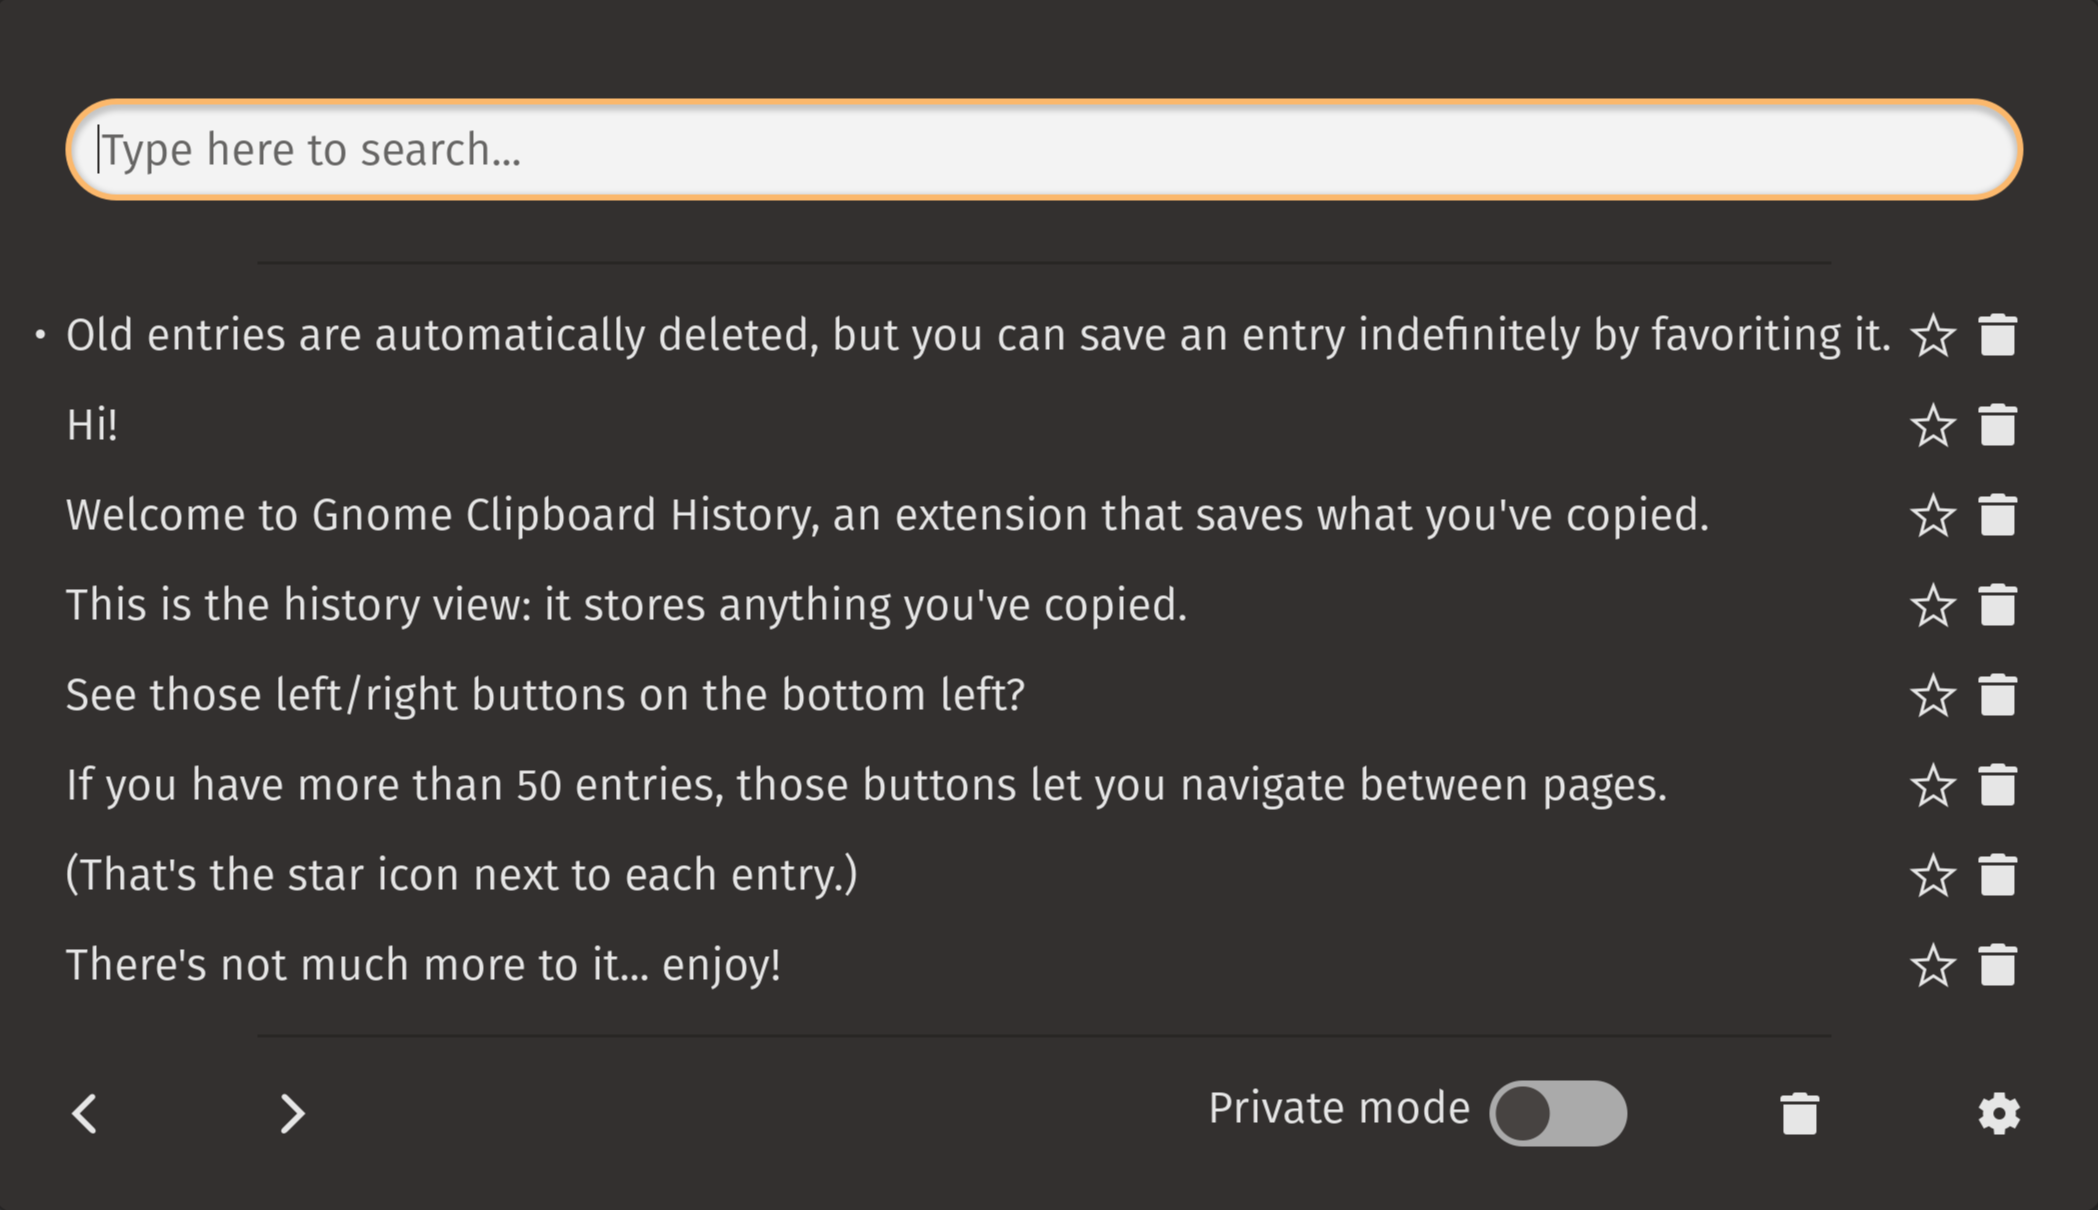 Type here to search...
• Old entries are automatically deleted, but you can save an entry indefinitely by favoriting it.
Hi!
Welcome to Gnome Clipboard History, an extension that saves what you've copied.
This is the history view: it stores anything you've copied.
See those left/right buttons on the bottom left?
If you have more than 50 entries, those buttons let you navigate between pages.
(That's the star icon next to each entry.)
There's not much more to it... enjoy!
Private mode